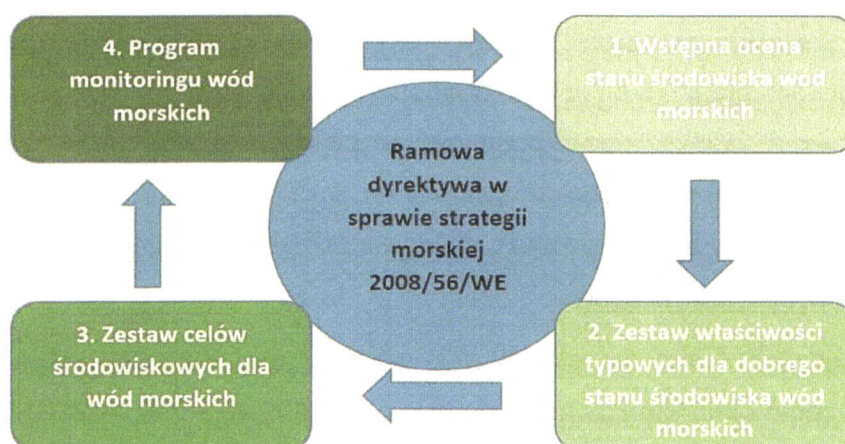 4. Program
monitoringu wód
morskich
1. Wstępna ocena
stanu środowiska wód
morskich
Ramowa
dyrektywa w
sprawie strategii
morskiej
2008/56/WE
3. Zestaw celów
środowiskowych dla
wód morskich
2. Zestaw właściwości
typowych dla dobrego
stanu środowiska wód
morskich